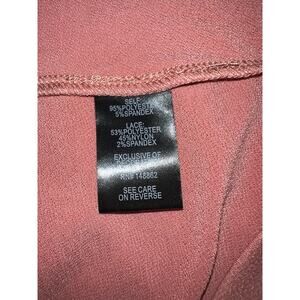 SELF:
95%POLYESTER
5%SPANDEX
LACE:
53%POLYESTER
45%NYLON
2%SPANDEX
EXCLUSIVE OF
RN# 148862
SEE CARE
ON REVERSE